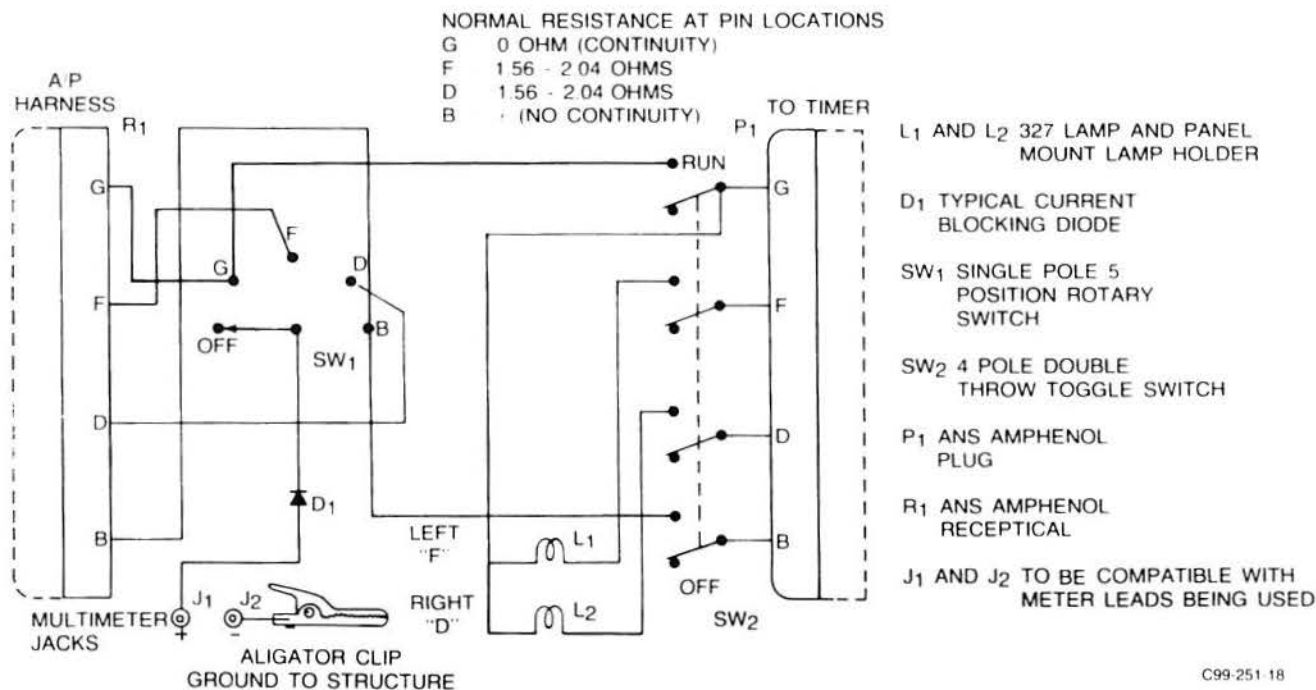 NORMAL RESISTANCE AT PIN LOCATIONS
G 0 OHM (CONTINUITY)
F 1.56 - 2.04 OHMS
D 1.56 - 2.04 OHMS
B (NO CONTINUITY)
A/P
HARNESS
R1
TO TIMER
P1
G
F
D
B
G
F
D
B
OFF
SW1
D1
RUN
G
F
D
B
OFF
SW2
LEFT
"F"
L1
RIGHT
"D"
L2
MULTIMETER
JACKS
J1
+
J2
-
ALIGATOR CLIP
GROUND TO STRUCTURE
L1 AND L2 327 LAMP AND PANEL
MOUNT LAMP HOLDER
D1 TYPICAL CURRENT
BLOCKING DIODE
SW1 SINGLE POLE 5
POSITION ROTARY
SWITCH
SW2 4 POLE DOUBLE
THROW TOGGLE SWITCH
P1 ANS AMPHENOL
PLUG
R1 ANS AMPHENOL
RECEPTICAL
J1 AND J2 TO BE COMPATIBLE WITH
METER LEADS BEING USED
C99-251-18